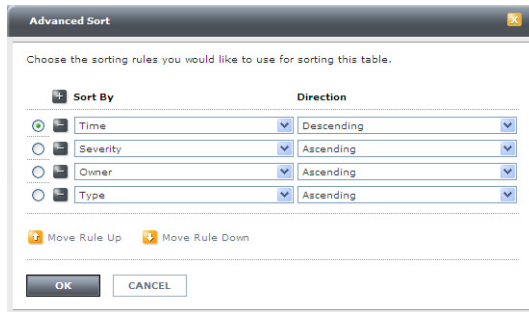 Advanced Sort
Choose the sorting rules you would like to use for sorting this table.
Sort By Direction
Time Descending
Severity Ascending
Owner Ascending
Type Ascending
Move Rule Up Move Rule Down
OK CANCEL